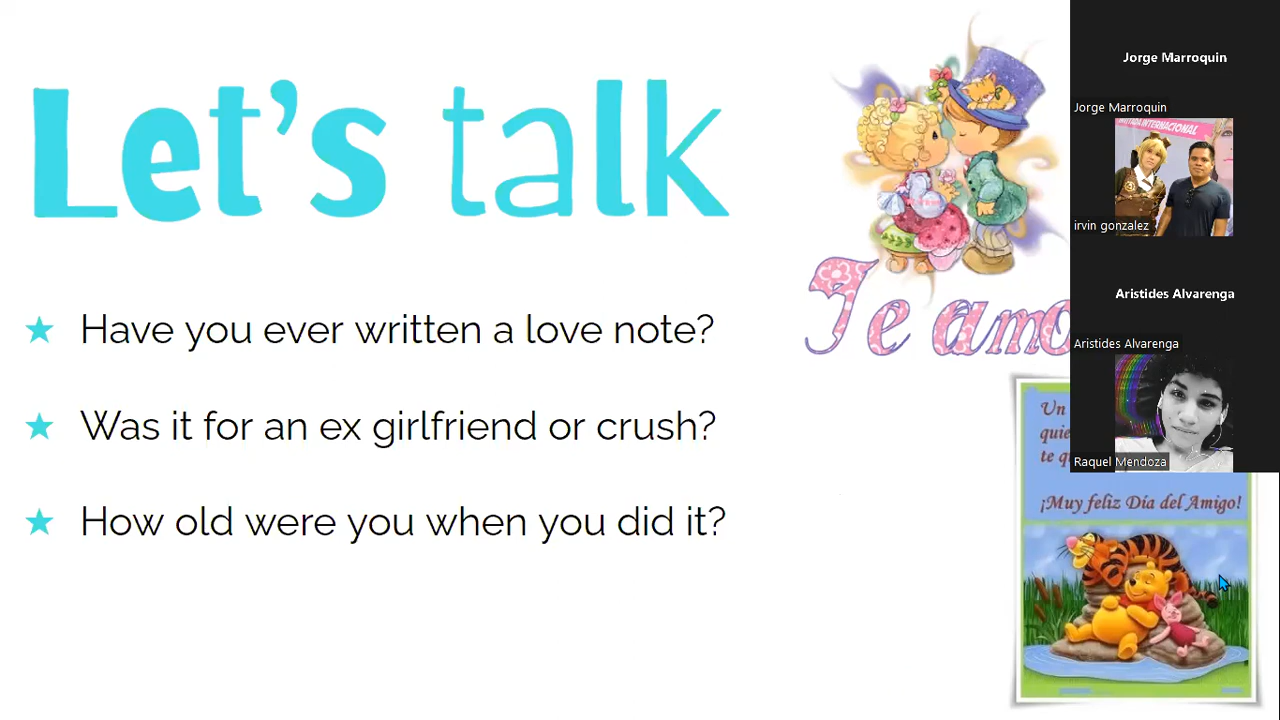 Let's talk
Have you ever written a love note?
Was it for an ex girlfriend or crush?
How old were you when you did it?
Te amo
Un
quie
te q
¡Muy feliz Día del Amigo!
Jorge Marroquin
Jorge Marroquin
INTERNACIONAL
irvin gonzalez
Aristides Alvarenga
Aristides Alvarenga
Raquel Mendoza